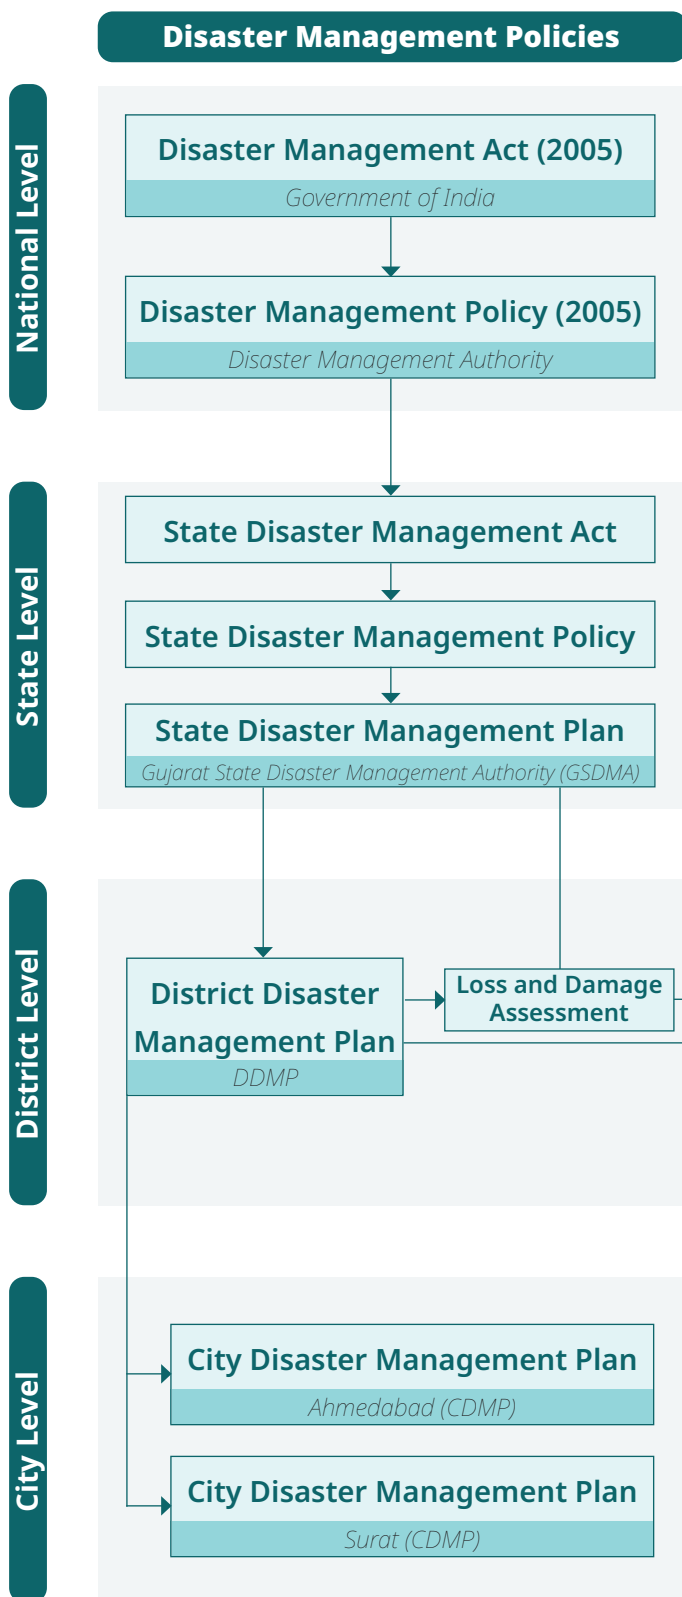 Disaster Management Policies
National Level
Disaster Management Act (2005)
Government of India
Disaster Management Policy (2005)
Disaster Management Authority
State Level
State Disaster Management Act
State Disaster Management Policy
State Disaster Management Plan
Gujarat State Disaster Management Authority (GSDMA)
District Level
District Disaster
Management Plan
DDMP
Loss and Damage
Assessment
City Level
City Disaster Management Plan
Ahmedabad (CDMP)
City Disaster Management Plan
Surat (CDMP)